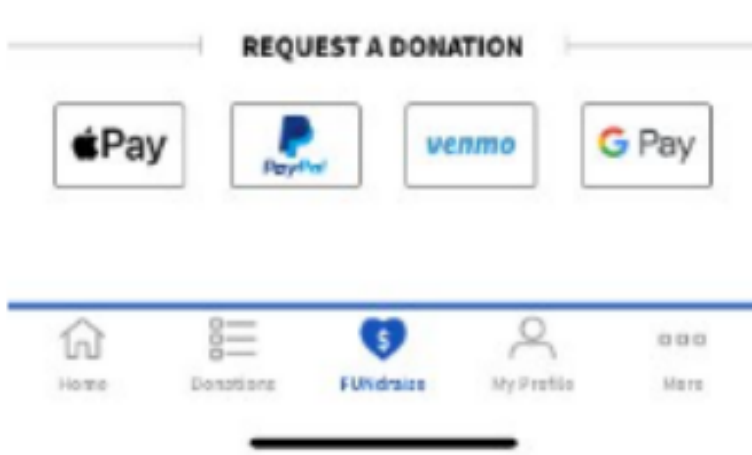 REQUEST A DONATION
Pay PayPal venmo G Pay
$
Home Donations FUNdraise My Profile More